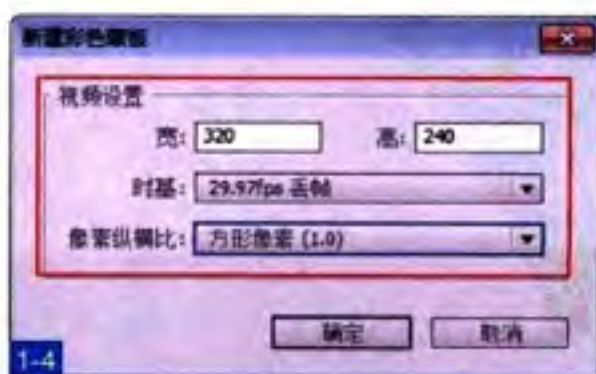 新建彩色蒙板
视频设置
宽: 320 高: 240
时基: 29.97fps 丢帧
像素纵横比: 方形像素 (1.0)
确定 取消
1-4